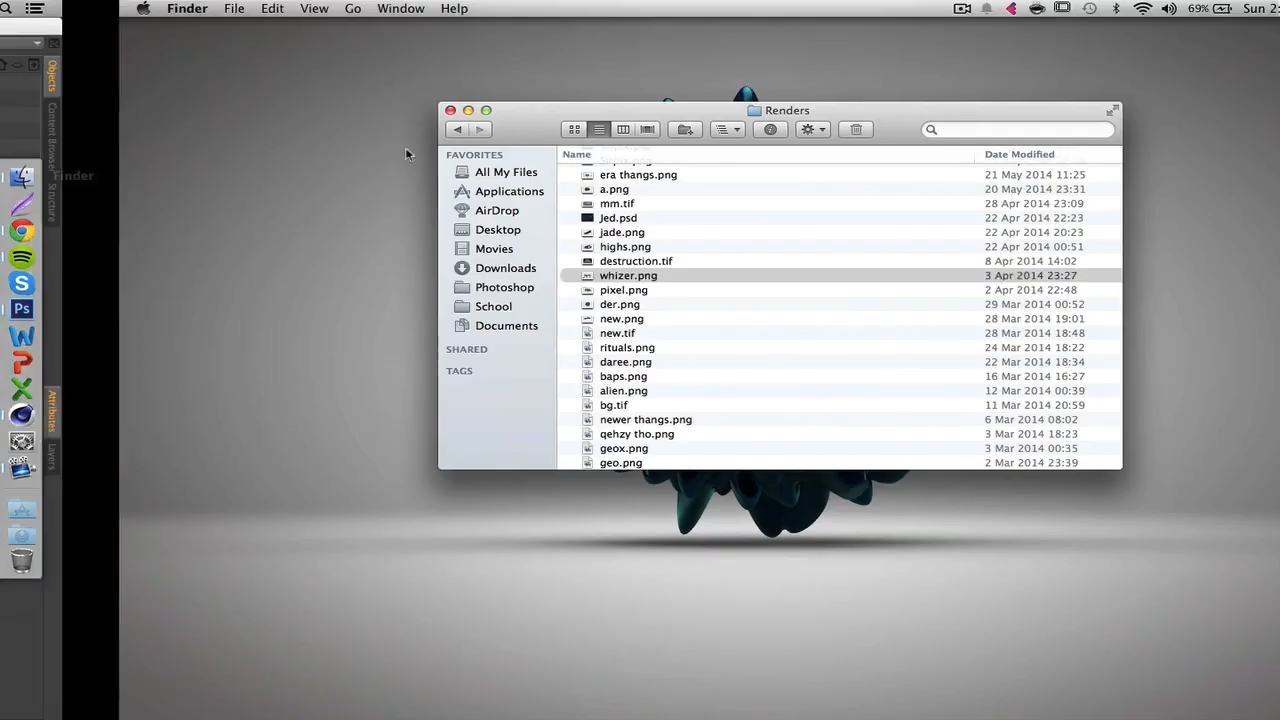 Finder File Edit View Go Window Help
69% Sun 2:
Objects
Content Browser
Structure
Attributes
Layers
Finder
Renders
FAVORITES
All My Files
Applications
AirDrop
Desktop
Movies
Downloads
Photoshop
School
Documents
SHARED
TAGS
Name Date Modified
era thangs.png 21 May 2014 11:25
a.png 20 May 2014 23:31
mm.tif 28 Apr 2014 23:09
Jed.psd 22 Apr 2014 22:23
jade.png 22 Apr 2014 20:23
highs.png 22 Apr 2014 00:51
destruction.tif 8 Apr 2014 14:02
whizer.png 3 Apr 2014 23:27
pixel.png 2 Apr 2014 22:48
der.png 29 Mar 2014 00:52
new.png 28 Mar 2014 19:01
new.tif 28 Mar 2014 18:48
rituals.png 24 Mar 2014 18:22
daree.png 22 Mar 2014 18:34
baps.png 16 Mar 2014 16:27
alien.png 12 Mar 2014 00:39
bg.tif 11 Mar 2014 20:59
newer thangs.png 6 Mar 2014 08:02
qehzy tho.png 3 Mar 2014 18:23
geox.png 3 Mar 2014 00:35
geo.png 2 Mar 2014 23:39